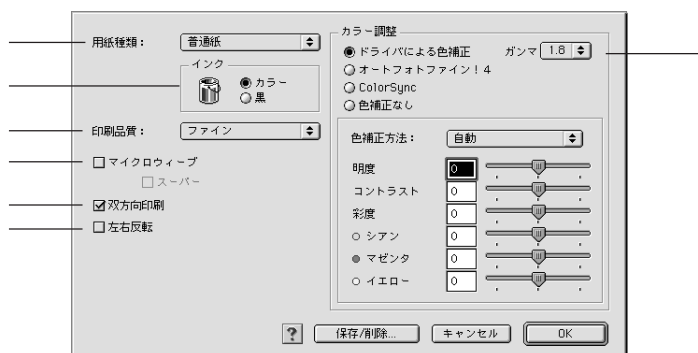 用紙種類：
普通紙
インク
カラー
黒
印刷品質：
ファイン
マイクロウィーブ
スーパー
双方向印刷
左右反転
カラー調整
ドライバによる色補正
ガンマ 1.8
オートフォトファイン！4
ColorSync
色補正なし
色補正方法：
自動
明度 0
コントラスト 0
彩度 0
シアン 0
マゼンタ 0
イエロー 0
?
保存/削除...
キャンセル
OK